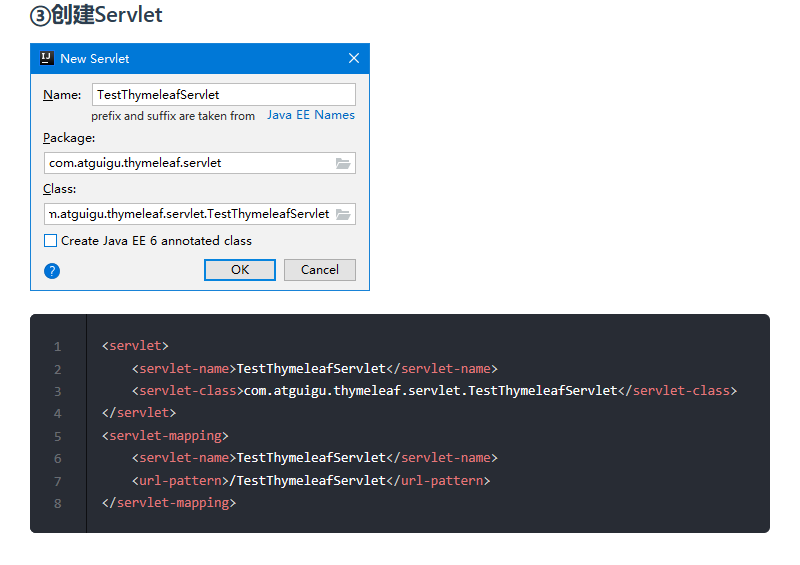 ③创建Servlet
New Servlet
Name: TestThymeleafServlet
prefix and suffix are taken from Java EE Names
Package:
com.atguigu.thymeleaf.servlet
Class:
n.atguigu.thymeleaf.servlet.TestThymeleafServlet
Create Java EE 6 annotated class
? OK Cancel
1 <servlet>
2 <servlet-name>TestThymeleafServlet</servlet-name>
3 <servlet-class>com.atguigu.thymeleaf.servlet.TestThymeleafServlet</servlet-class>
4 </servlet>
5 <servlet-mapping>
6 <servlet-name>TestThymeleafServlet</servlet-name>
7 <url-pattern>/TestThymeleafServlet</url-pattern>
8 </servlet-mapping>